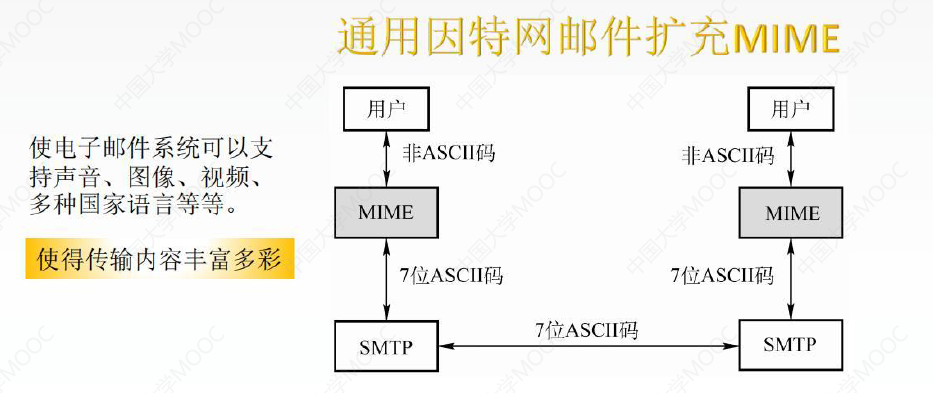 通用因特网邮件扩充MIME
使电子邮件系统可以支
持声音、图像、视频、
多种国家语言等等。
使得传输内容丰富多彩
用户
用户
非ASCII码
非ASCII码
MIME
MIME
7位ASCII码
7位ASCII码
7位ASCII码
SMTP
SMTP
中国大学MOOC